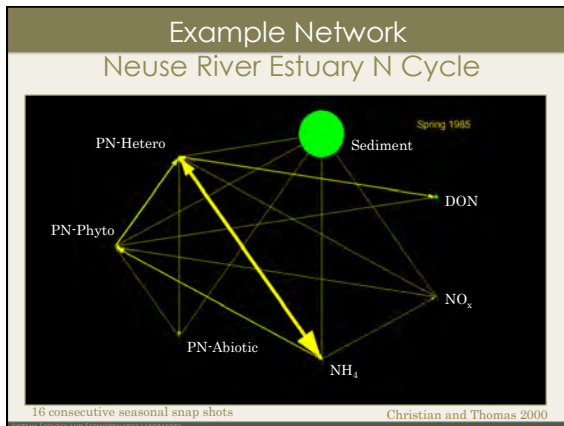 Example Network
Neuse River Estuary N Cycle
Spring 1985
PN-Hetero
Sediment
DON
PN-Phyto
NOx
PN-Abiotic
NH4
16 consecutive seasonal snap shots
Christian and Thomas 2000